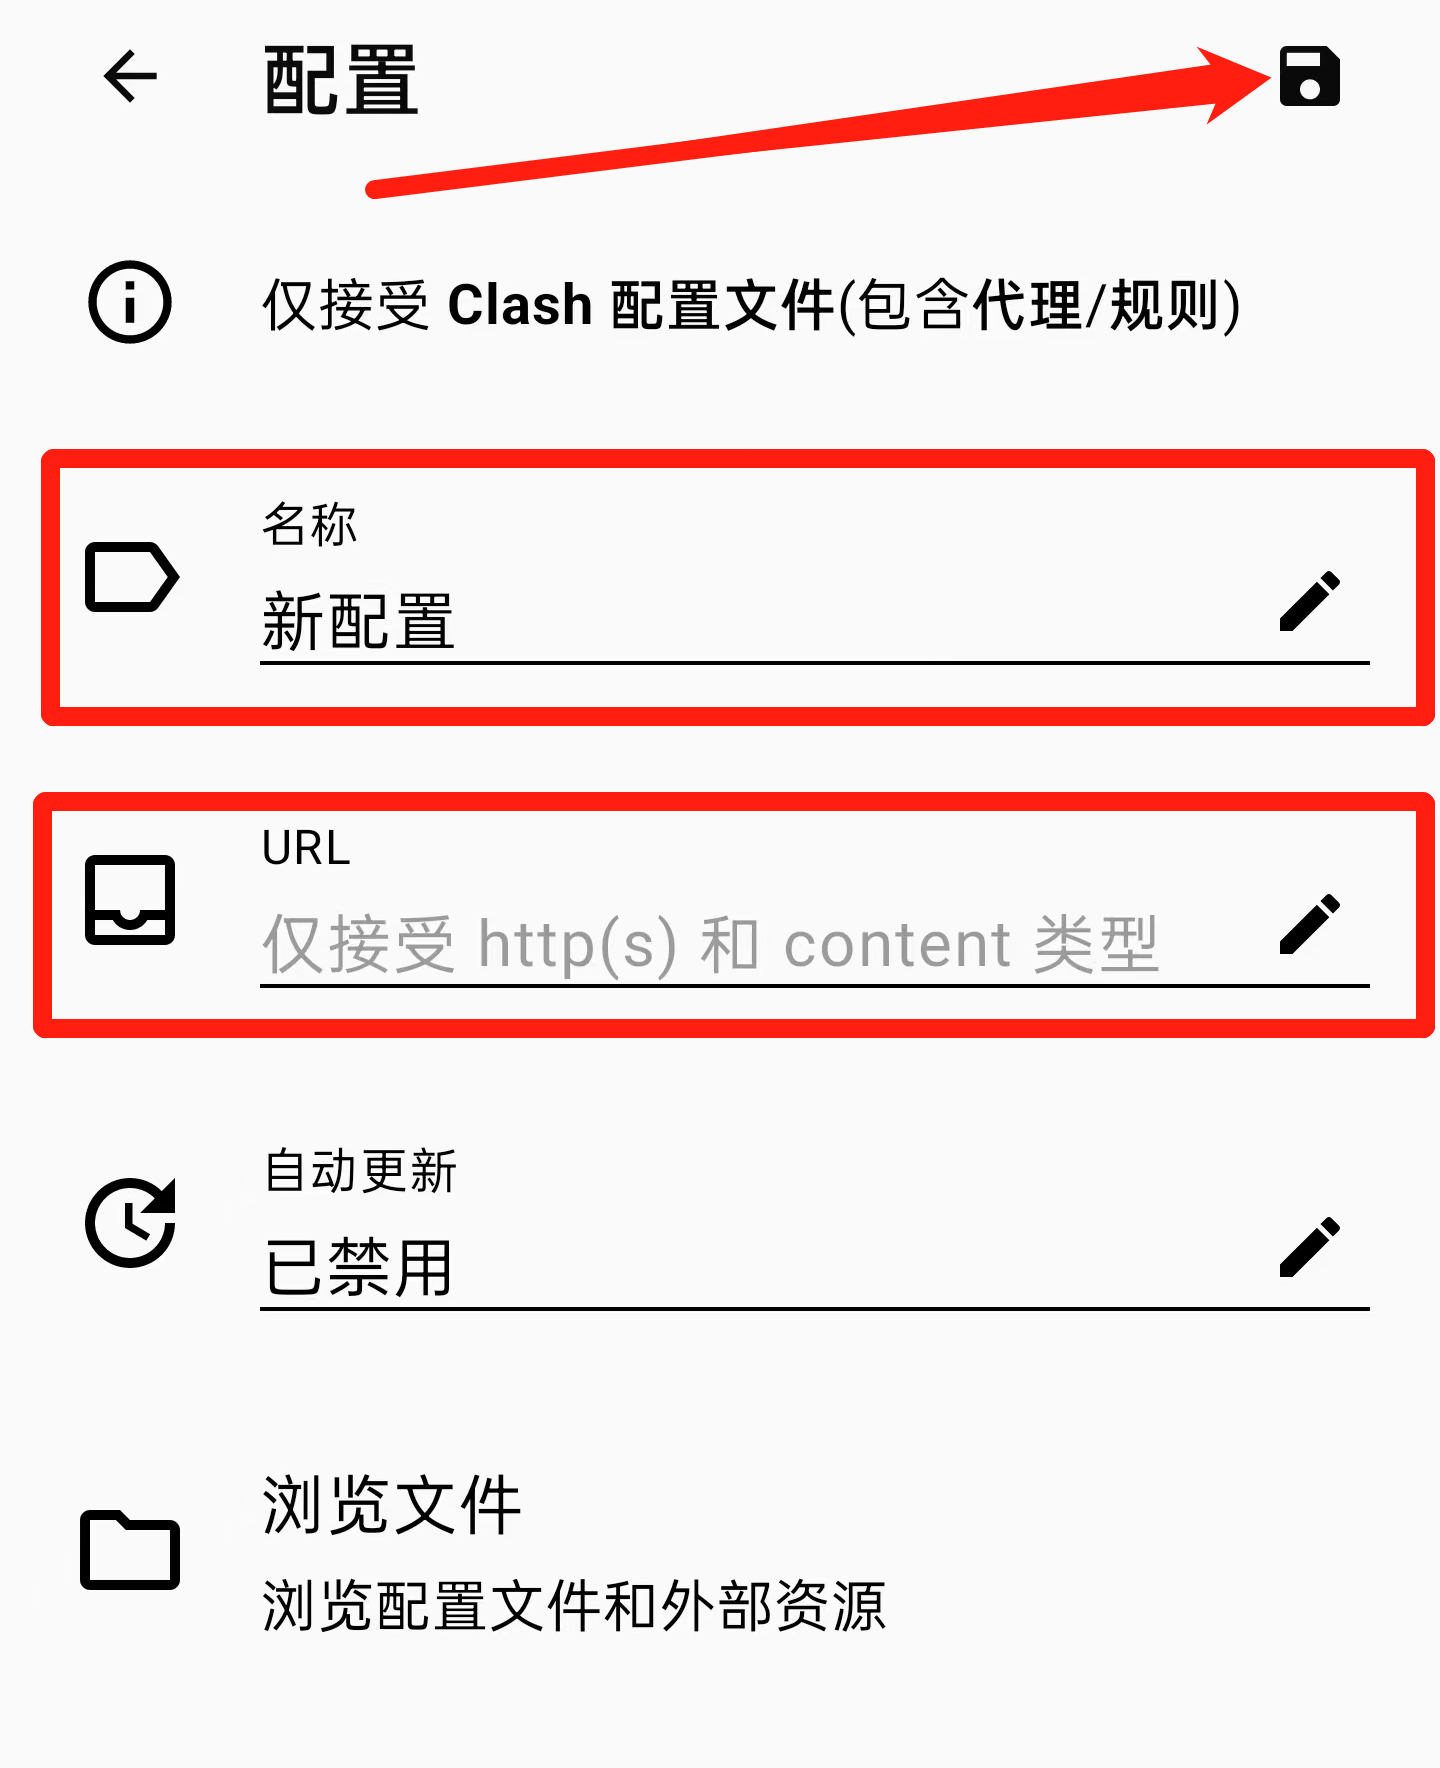 配置
仅接受 Clash 配置文件(包含代理/规则)
名称
新配置
URL
仅接受 http(s) 和 content 类型
自动更新
已禁用
浏览文件
浏览配置文件和外部资源